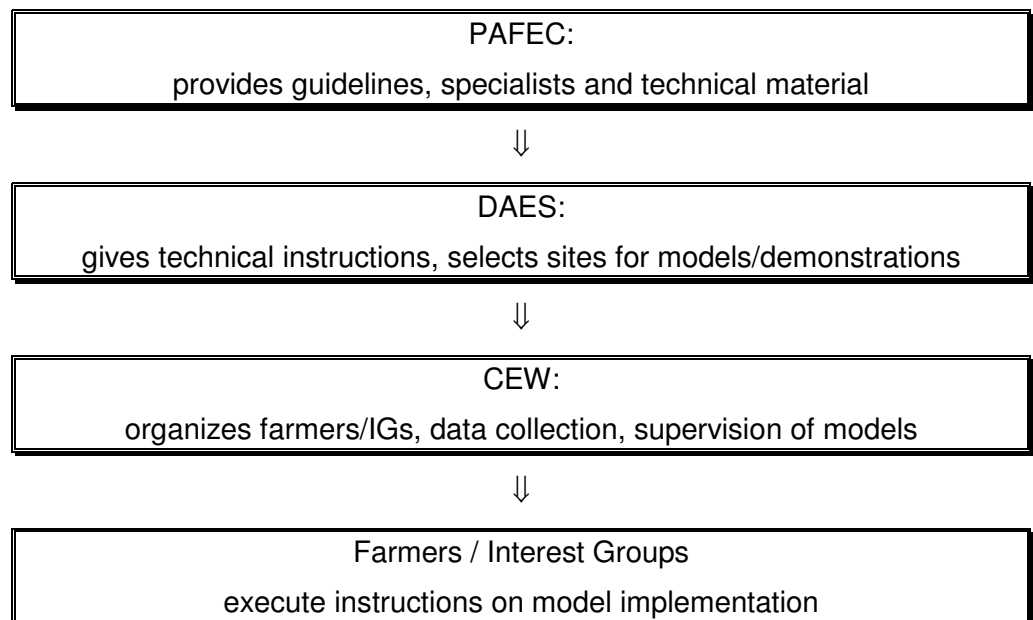 PAFEC:
provides guidelines, specialists and technical material
⇓
DAES:
gives technical instructions, selects sites for models/demonstrations
⇓
CEW:
organizes farmers/IGs, data collection, supervision of models
⇓
Farmers / Interest Groups
execute instructions on model implementation